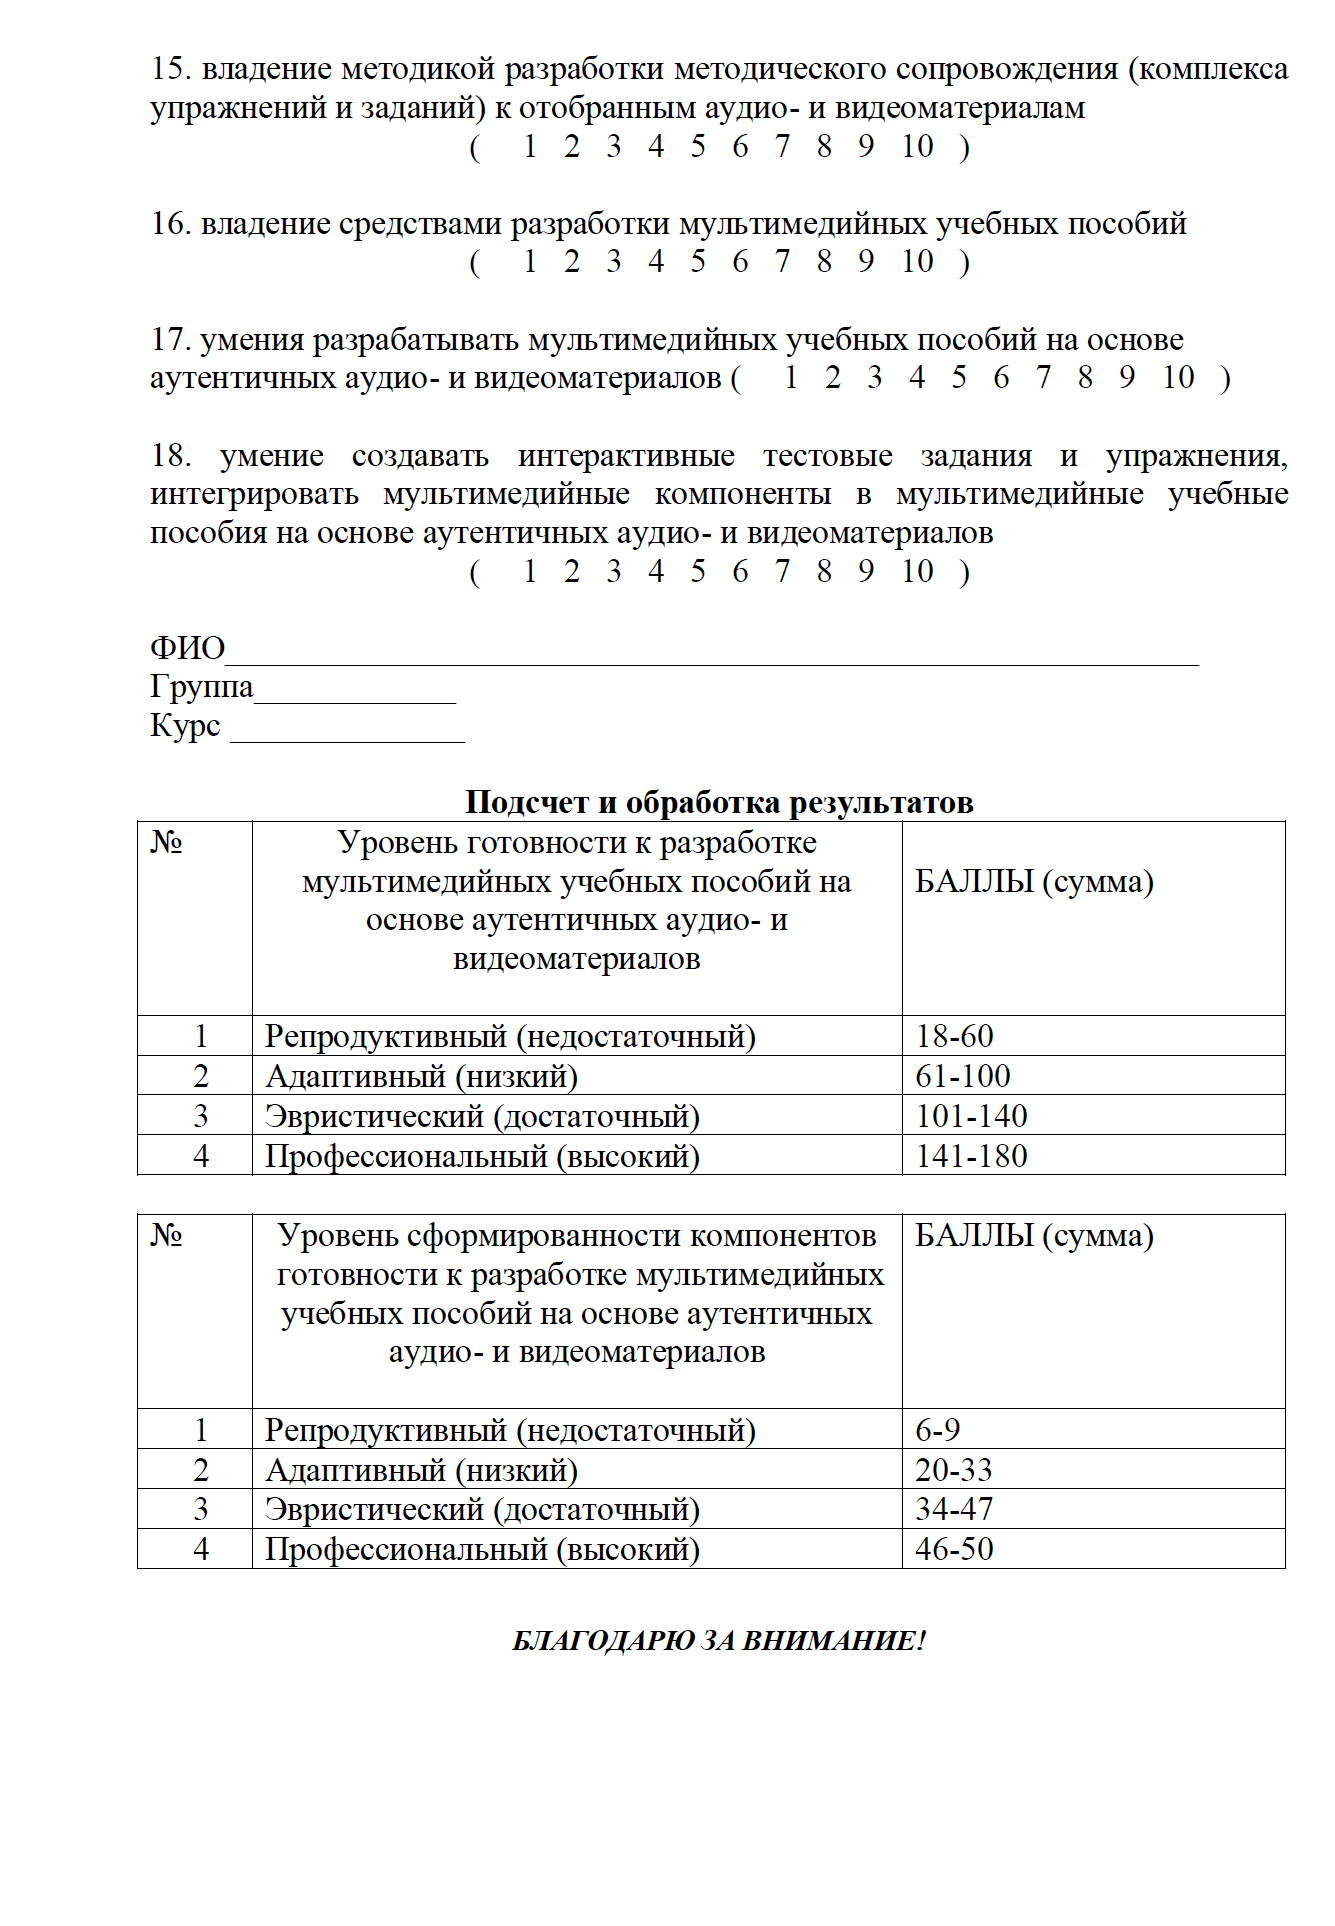 15. владение методикой разработки методического сопровождения (комплекса
упражнений и заданий) к отобранным аудио- и видеоматериалам
( 1 2 3 4 5 6 7 8 9 10 )
16. владение средствами разработки мультимедийных учебных пособий
( 1 2 3 4 5 6 7 8 9 10 )
17. умения разрабатывать мультимедийных учебных пособий на основе
аутентичных аудио- и видеоматериалов ( 1 2 3 4 5 6 7 8 9 10 )
18. умение создавать интерактивные тестовые задания и упражнения,
интегрировать мультимедийные компоненты в мультимедийные учебные
пособия на основе аутентичных аудио- и видеоматериалов
( 1 2 3 4 5 6 7 8 9 10 )
ФИО__________________________________________________________
Группа____________
Курс ______________
Подсчет и обработка результатов
№ Уровень готовности к разработке
мультимедийных учебных пособий на БАЛЛЫ (сумма)
основе аутентичных аудио- и
видеоматериалов
1 Репродуктивный (недостаточный) 18-60
2 Адаптивный (низкий) 61-100
3 Эвристический (достаточный) 101-140
4 Профессиональный (высокий) 141-180
№ Уровень сформированности компонентов БАЛЛЫ (сумма)
готовности к разработке мультимедийных
учебных пособий на основе аутентичных
аудио- и видеоматериалов
1 Репродуктивный (недостаточный) 6-9
2 Адаптивный (низкий) 20-33
3 Эвристический (достаточный) 34-47
4 Профессиональный (высокий) 46-50
БЛАГОДАРЮ ЗА ВНИМАНИЕ!